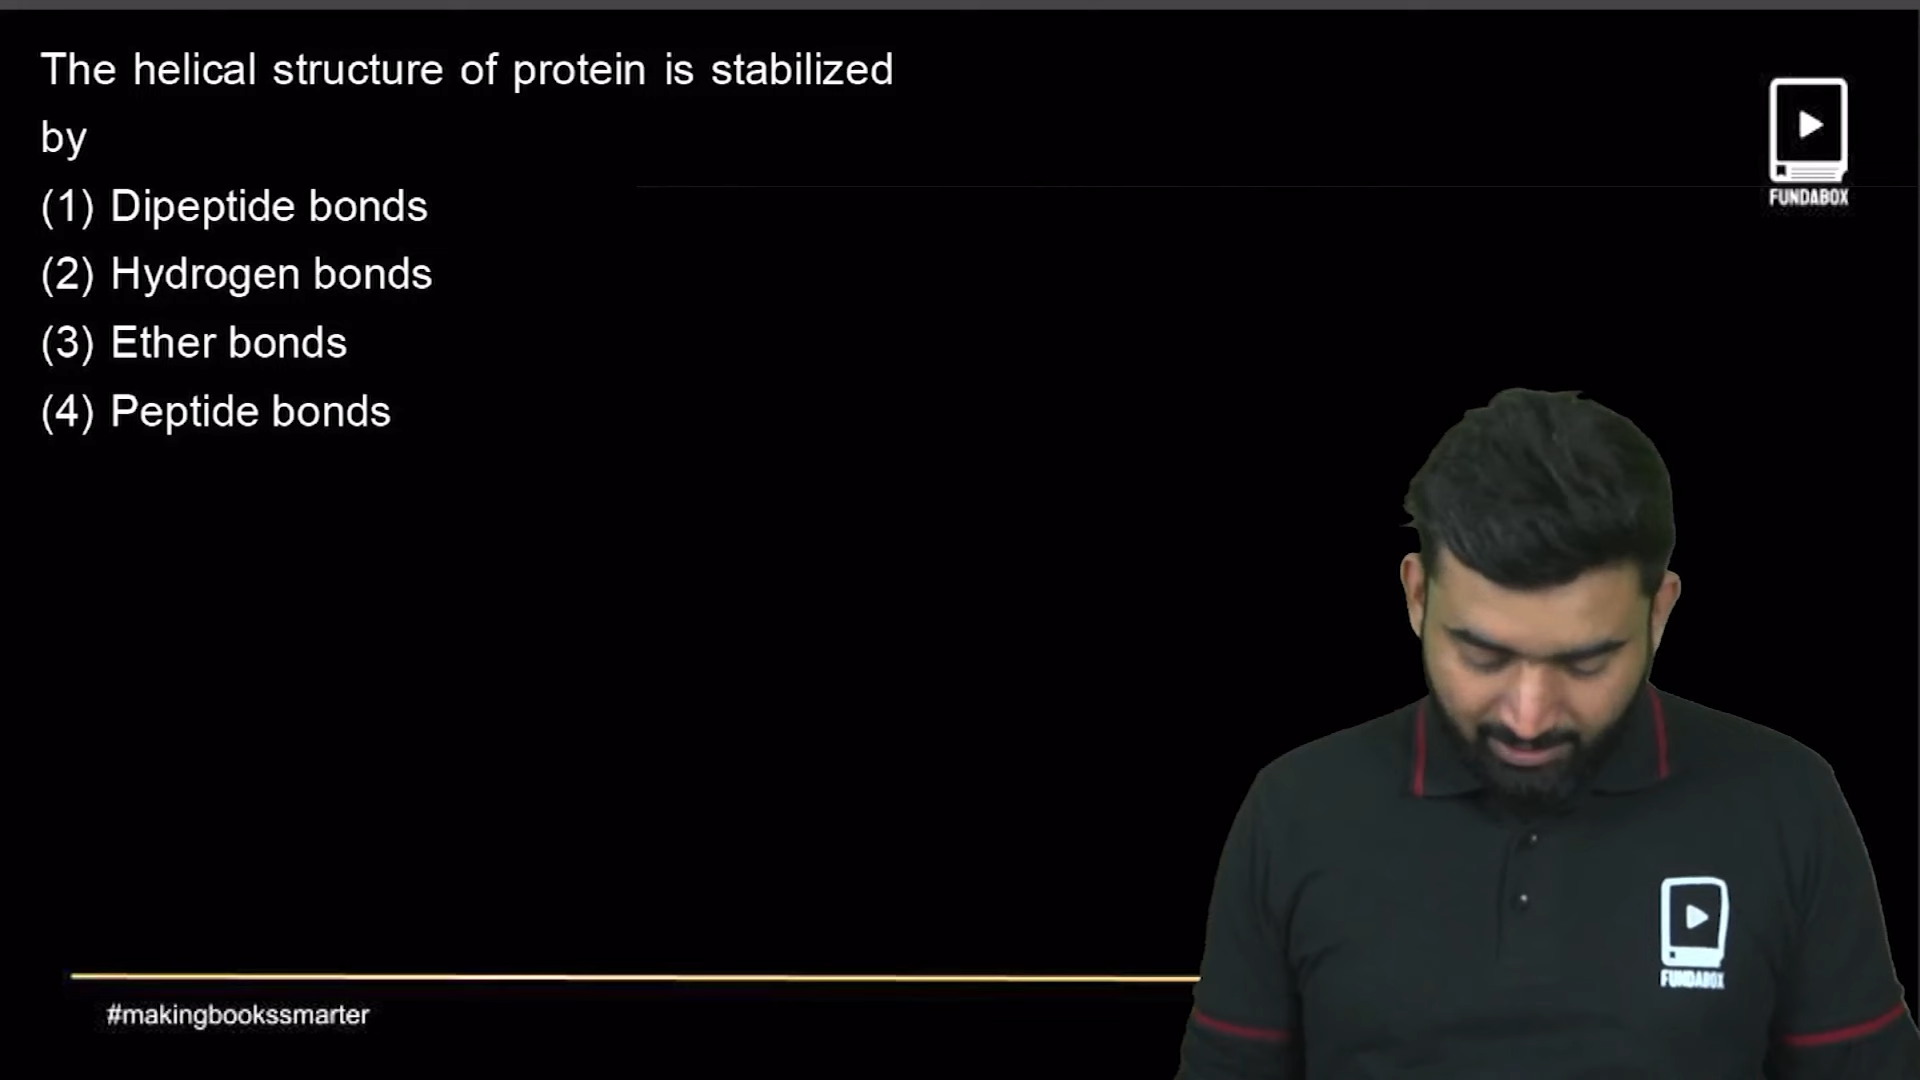 The helical structure of protein is stabilized
by
(1) Dipeptide bonds
(2) Hydrogen bonds
(3) Ether bonds
(4) Peptide bonds
FUNDABOX
FUNDABOX
#makingbookssmarter